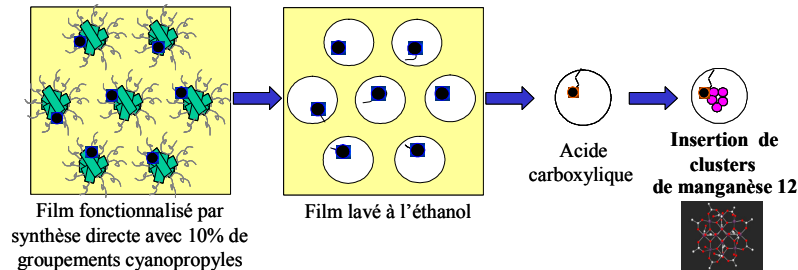 Film fonctionnalisé par
synthèse directe avec 10% de
groupements cyanopropyles
Film lavé à l'éthanol
Acide
carboxylique
Insertion de
clusters
de manganèse 12